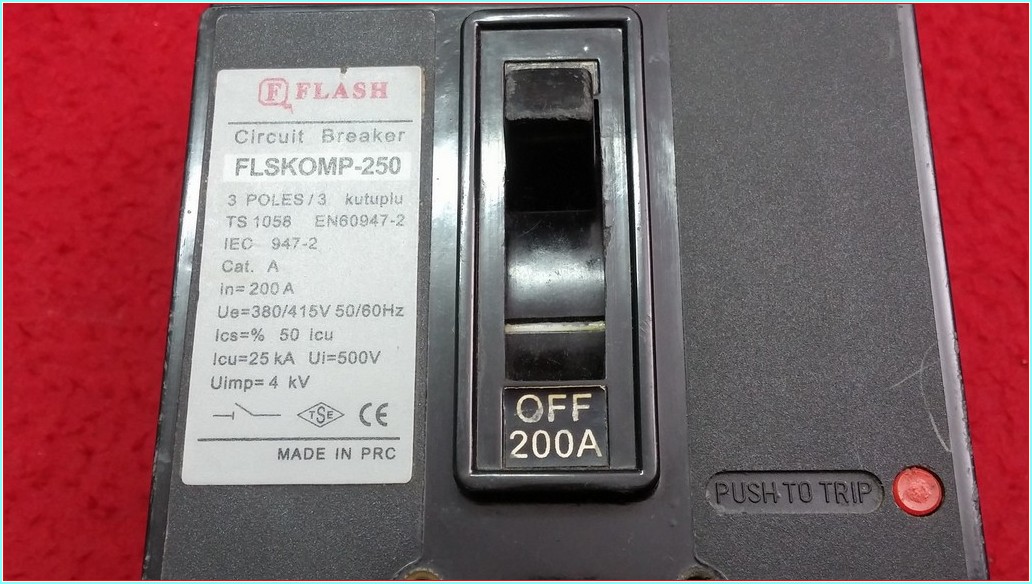 F FLASH
Circuit Breaker
FLSKOMP-250
3 POLES/3 kutuplu
TS 1058 EN60947-2
IEC 947-2
Cat. A
In=200 A
Ue=380/415V 50/60Hz
Ics=% 50 Icu
Icu=25 kA Ui=500V
Uimp= 4 kV
TSE CE
MADE IN PRC
OFF
200A
PUSH TO TRIP